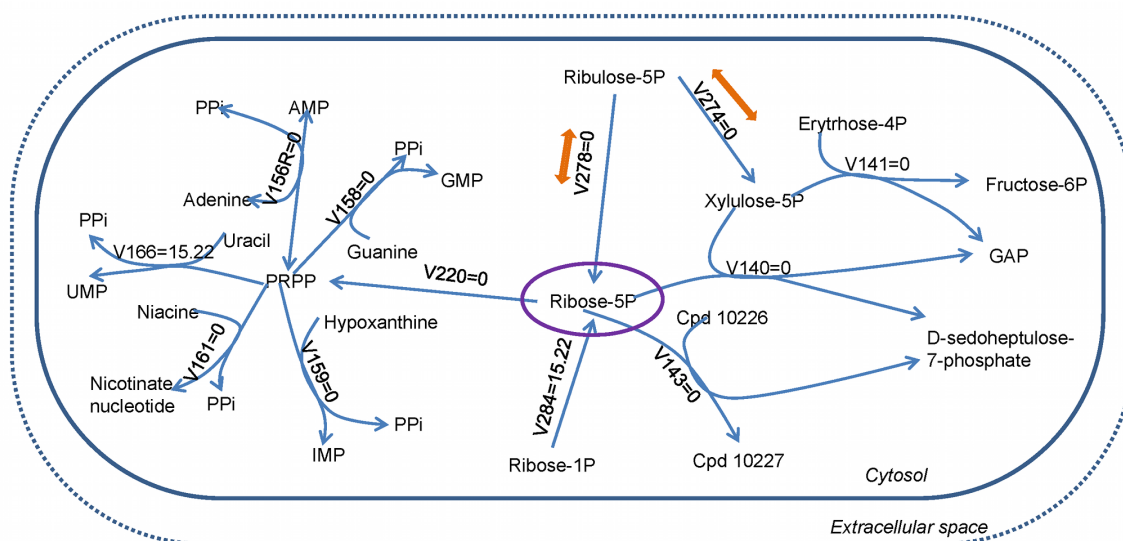 Ribulose-5P
V274=0
PPi
AMP
Erytrhose-4P
V156R=0
V278=0
PPi
V141=0
GMP
Fructose-6P
Adenine
V158=0
Xylulose-5P
PPi
Uracil
Guanine
V166=15.22
GAP
UMP
PRPP
V220=0
V140=0
Ribose-5P
Niacine
Hypoxanthine
Cpd 10226
D-sedoheptulose-
7-phosphate
V161=0
V159=0
V284=15.22
V143=0
Nicotinate
nucleotide
PPi
PPi
IMP
Ribose-1P
Cpd 10227
Cytosol
Extracellular space